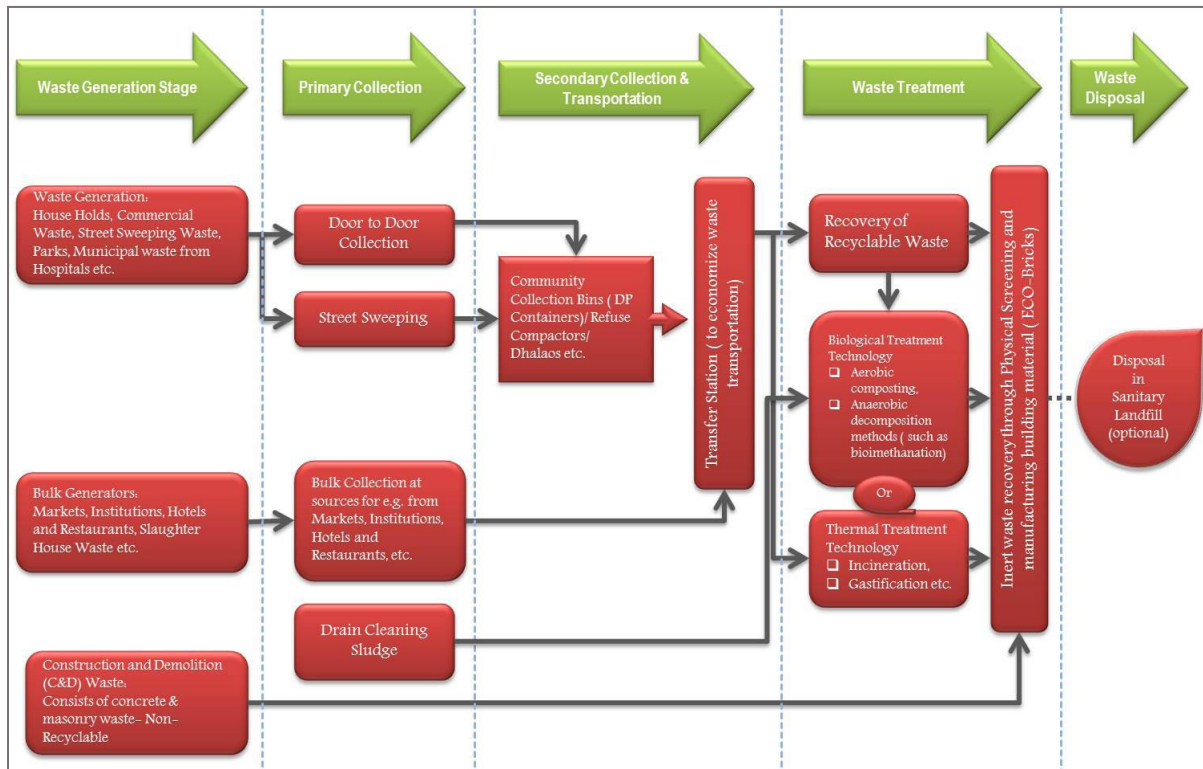 Waste Generation Stage
Primary Collection
Secondary Collection &
Transportation
Waste Treatment
Waste
Disposal
Waste Generation:
House Holds, Commercial
Waste, Street Sweeping Waste,
Parks, Municipal waste from
Hospitals etc.
Door to Door
Collection
treet Sweeping
Community
Collection Bins ( DP
Containers)/ Refuse
Compactors/
Dhalaos etc.
Transfer Station ( to economize waste
transportation)
Recovery of
Recyclable Waste
Biological Treatment
Technology
❑ Aerobic
composting,
❑ Anaerobic
decomposition
methods ( such as
bioimethanation)
Or
Thermal Treatment
Technology
❑ Incineration,
❑ Gastification etc.
Inert waste recovery through Physical Screening and
manufacturing building material ( ECO-Bricks)
Disposal
in
Sanitary
Landfill
(optional)
Bulk Generators:
Markets, Institutions, Hotels
and Restaurants, Slaughter
House Waste etc.
Bulk Collection at
sources for e.g. from
Markets, Institutions,
Hotels and
Restaurants, etc.
Drain Cleaning
Sludge
Construction and Demolition
(C&D) Waste:
Consists of concrete &
masonry waste- Non-
Recyclable